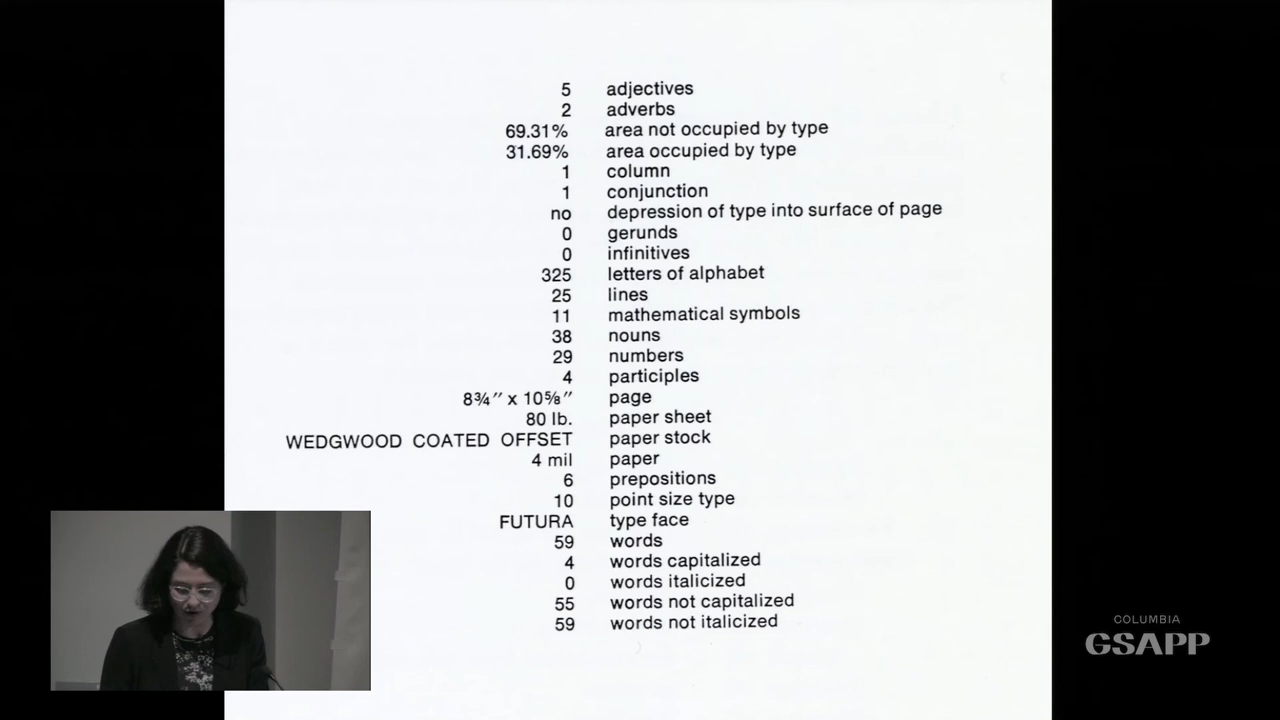 5 adjectives
2 adverbs
69.31% area not occupied by type
31.69% area occupied by type
1 column
1 conjunction
no depression of type into surface of page
0 gerunds
0 infinitives
325 letters of alphabet
25 lines
11 mathematical symbols
38 nouns
29 numbers
4 participles
8¾″ x 10⅝″ page
80 lb. paper sheet
WEDGWOOD COATED OFFSET paper stock
4 mil paper
6 prepositions
10 point size type
FUTURA type face
59 words
4 words capitalized
0 words italicized
55 words not capitalized
59 words not italicized
COLUMBIA
GSAPP